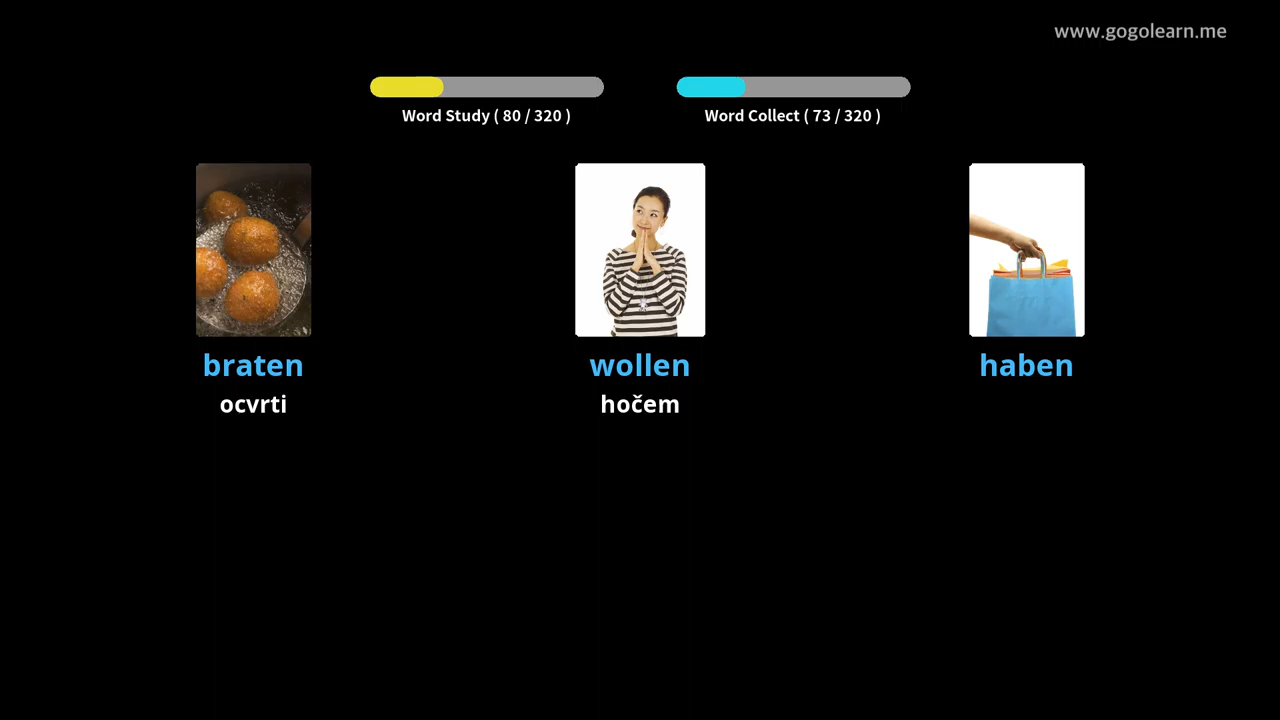 www.gogolearn.me
Word Study ( 80 / 320 )
Word Collect ( 73 / 320 )
braten
wollen
haben
ocvrti
hočem